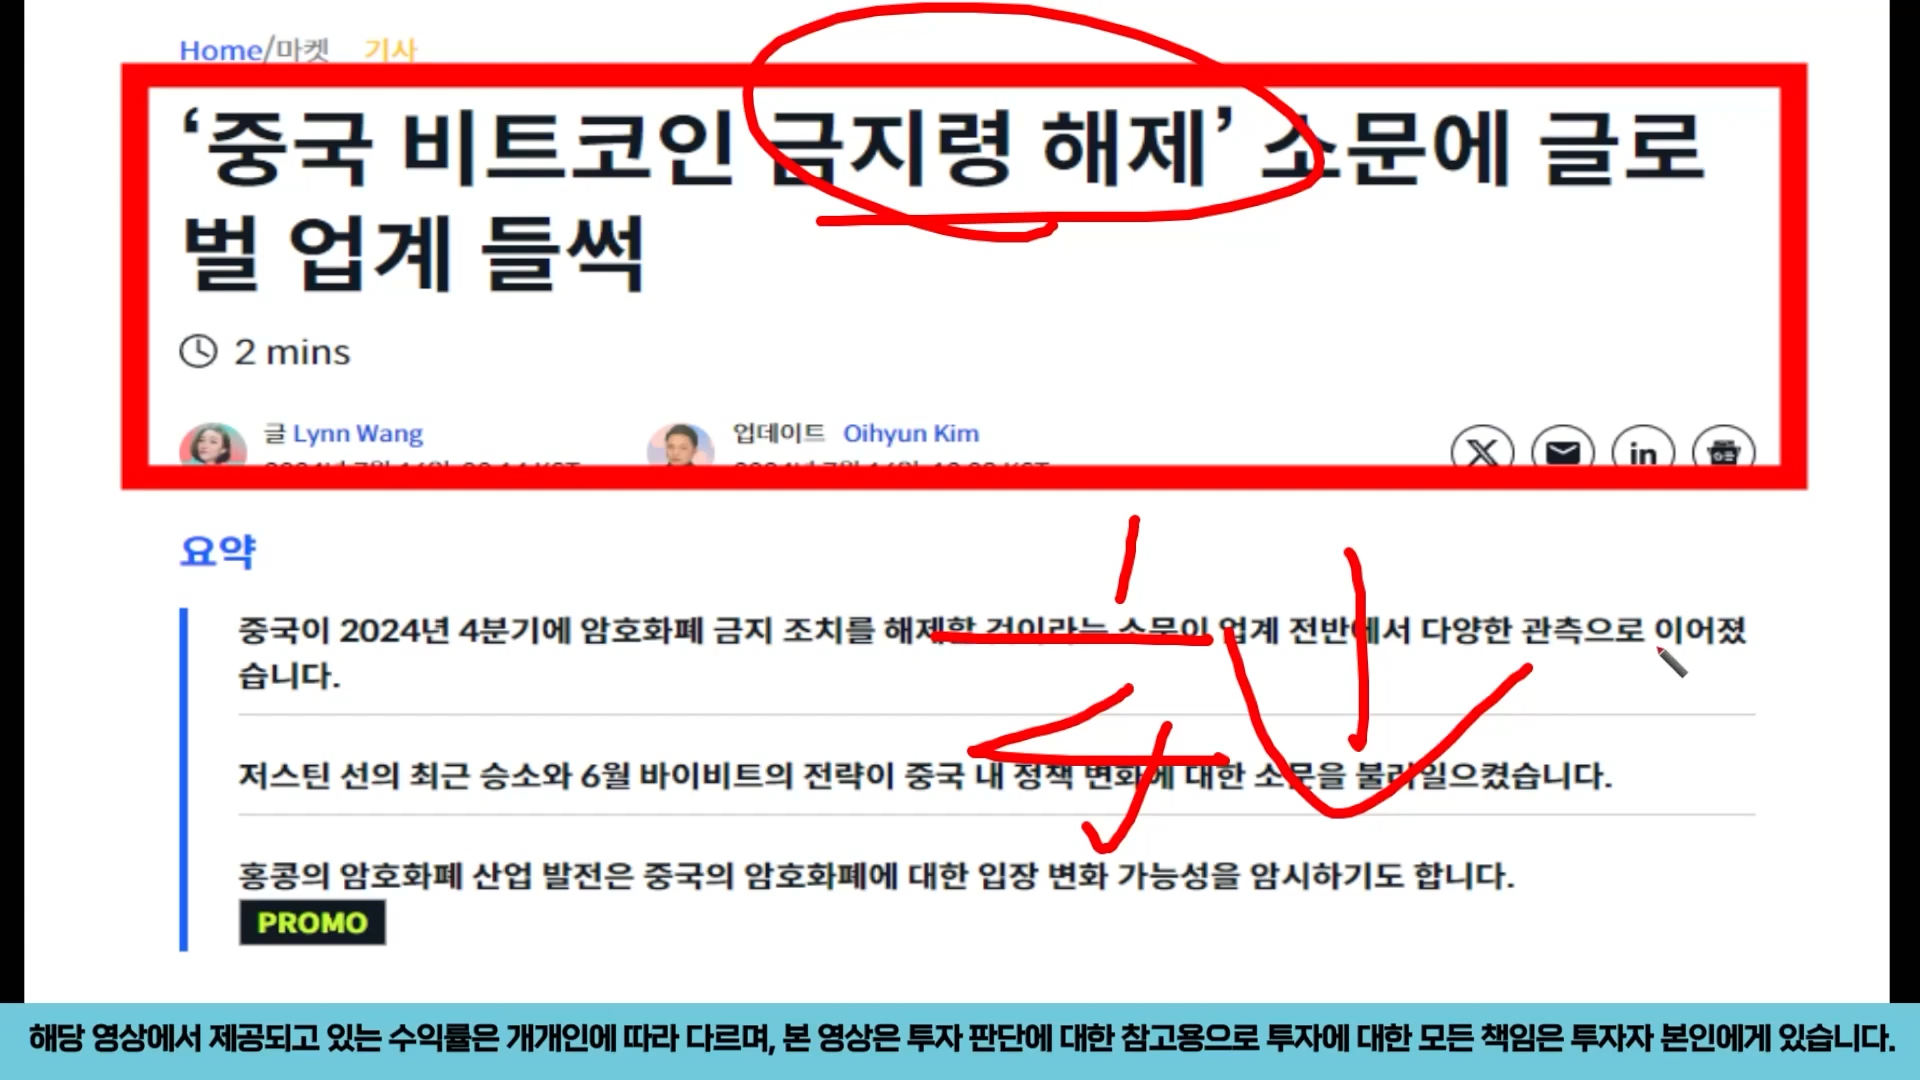 Home/마켓 기사
‘중국 비트코인 금지령 해제’ 소문에 글로
벌 업계 들썩
2 mins
글 Lynn Wang 업데이트 Oihyun Kim
요약
중국이 2024년 4분기에 암호화폐 금지 조치를 해제할 것이라는 소문이 업계 전반에서 다양한 관측으로 이어졌
습니다.
저스틴 선의 최근 승소와 6월 바이비트의 전략이 중국 내 정책 변화에 대한 소문을 불러일으켰습니다.
홍콩의 암호화폐 산업 발전은 중국의 암호화폐에 대한 입장 변화 가능성을 암시하기도 합니다.
PROMO
해당 영상에서 제공되고 있는 수익률은 개개인에 따라 다르며, 본 영상은 투자 판단에 대한 참고용으로 투자에 대한 모든 책임은 투자자 본인에게 있습니다.